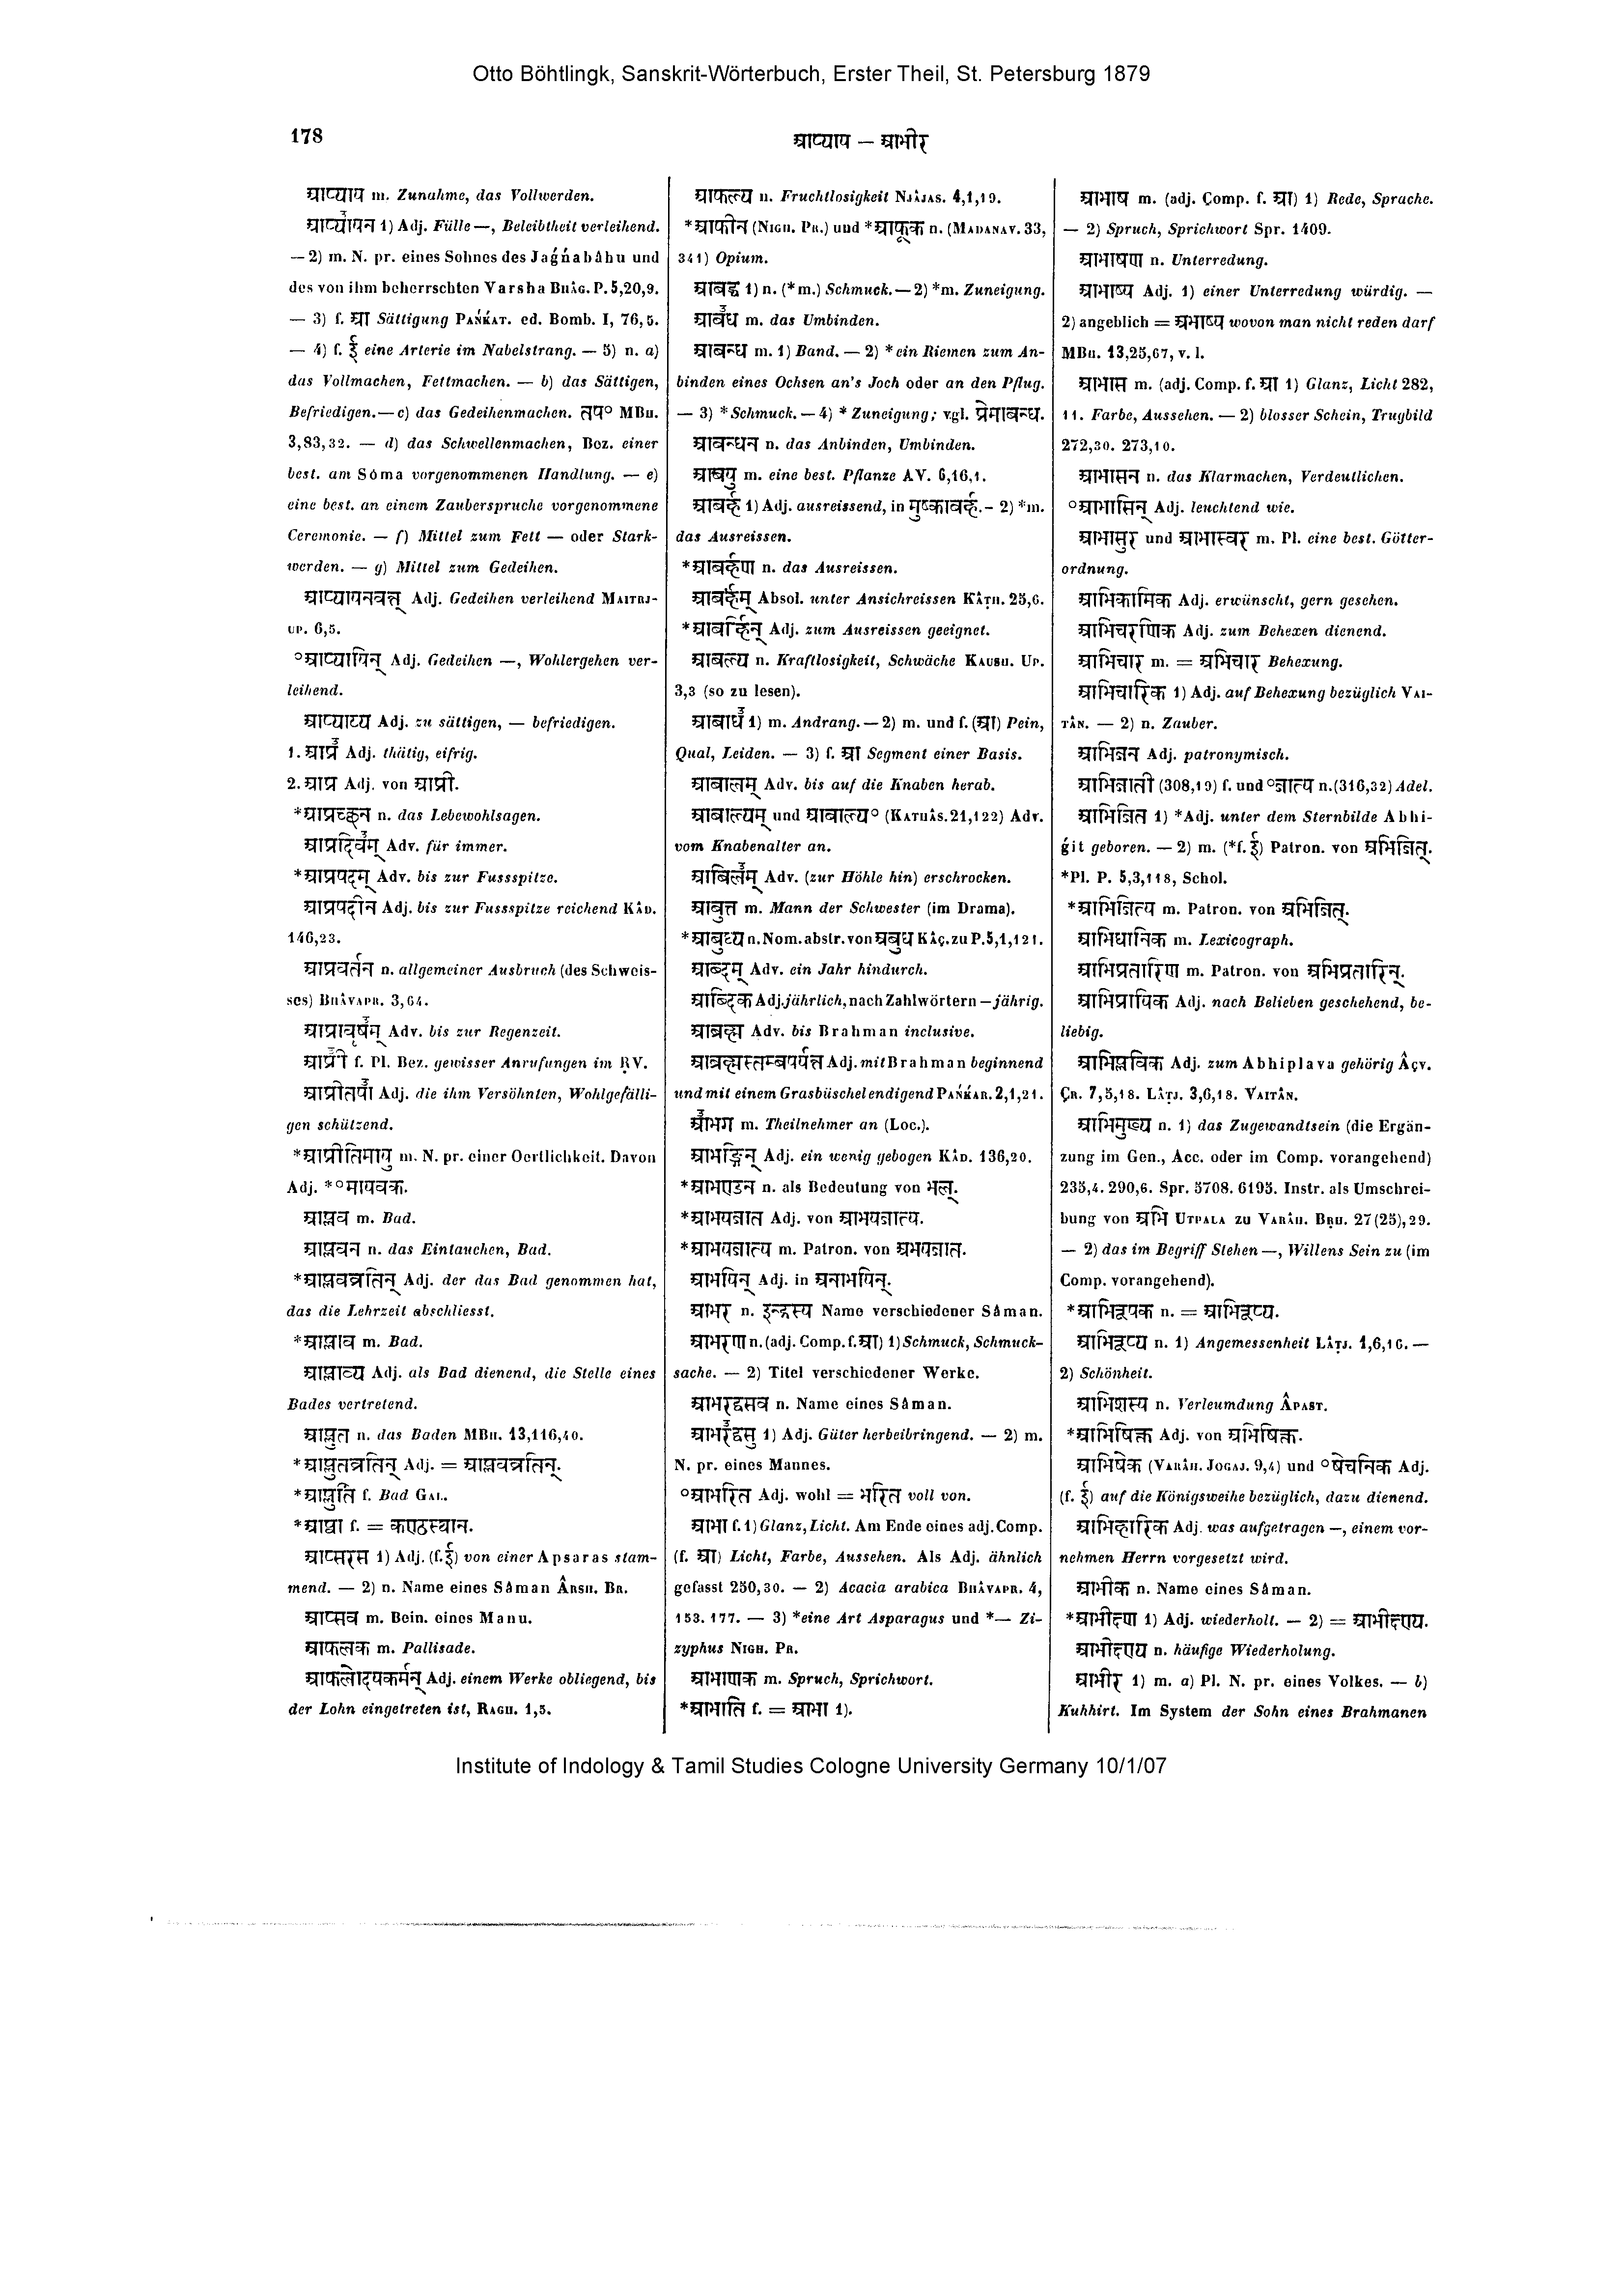 Otto Böhtlingk, Sanskrit-Wörterbuch, Erster Theil, St. Petersburg 1879
178
आप्याय — आभीर
आप्याय m. Zunahme, das Vollwerden.
आप्यायन 1) Adj. Fülle —, Beleibtheit verleihend.
— 2) m. N. pr. eines Sohnes des Jaǵńabâhu und
des von ihm beherrschten Varsha BHÂG. P. 5,20,9.
— 3) f. आ Sättigung PAŃḰAT. ed. Bomb. I, 76,5.
— 4) f. ई eine Arterie im Nabelstrang. — 5) n. a)
das Vollmachen, Fettmachen. — b) das Sättigen,
Befriedigen. — c) das Gedeihenmachen. तप° MBH.
3,83,32. — d) das Schwellenmachen, Bez. einer
best. am Soma vorgenommenen Handlung. — e)
eine best. an einem Zauberspruche vorgenommene
Ceremonie. — f) Mittel zum Fett — oder Stark-
werden. — g) Mittel zum Gedeihen.
आप्यायनवत्त् Adj. Gedeihen verleihend MAITRJ-
UP. 6,5.
°आप्यायिन् Adj. Gedeihen —, Wohlergehen ver-
leihend.
आप्याय्य Adj. zu sättigen, — befriedigen.
1. आप्र Adj. thätig, eifrig.
2. आप्र Adj. von आप्री.
*आप्रच्छन n. das Lebewohlsagen.
आप्रदिवम् Adv. für immer.
*आप्रपदम् Adv. bis zur Fussspitze.
आप्रपदीन Adj. bis zur Fussspitze reichend KÂD.
146,23.
आप्रवर्तन n. allgemeiner Ausbruch (des Schweis-
ses) BHÂVAPR. 3,64.
आप्रावृषम् Adv. bis zur Regenzeit.
आप्री f. Pl. Bez. gewisser Anrufungen im ṚV.
आप्रीतपा Adj. die ihm Versöhnten, Wohlgefälli-
gen schützend.
*आप्रीतिमायु m. N. pr. einer Oertlichkeit. Davon
Adj. *°मायवक.
आप्लव m. Bad.
आप्लवन n. das Eintauchen, Bad.
*आप्लवव्रतिन् Adj. der das Bad genommen hat,
das die Lehrzeit abschliesst.
*आप्लाव m. Bad.
आप्लाव्य Adj. als Bad dienend, die Stelle eines
Bades vertretend.
आप्लुत n. das Baden MBH. 13,116,40.
*आप्लुतव्रतिन् Adj. = आप्लवव्रतिन्.
*आप्लुति f. Bad GAL.
*आप्वा f. = कण्ठस्थान.
आप्सरस 1) Adj. (f. ई) von einer Apsaras stam-
mend. — 2) n. Name eines Sâman ÂRSH. BR.
आप्सव m. Bein. eines Manu.
आफलक m. Pallisade.
आफलोदयकर्मन् Adj. einem Werke obliegend, bis
der Lohn eingetreten ist, RAGH. 1,5.
आफल्य n. Fruchtlosigkeit NJÂJAS. 4,1,19.
*आफीन (NIGH. PR.) und *आफूक n. (MADANAV. 33,
341) Opium.
आबद्ध 1) n. (*m.) Schmuck. — 2) *m. Zuneigung.
आबध m. das Umbinden.
आबन्ध m. 1) Band. — 2) *ein Riemen zum An-
binden eines Ochsen an's Joch oder an den Pflug.
— 3) *Schmuck. — 4) *Zuneigung; vgl. प्रेमाबन्ध.
आबन्धन n. das Anbinden, Umbinden.
आबयु m. eine best. Pflanze AV. 6,16,1.
आबर्ह 1) Adj. ausreissend, in मुष्काबर्ह. — 2) *m.
das Ausreissen.
*आबर्हण n. das Ausreissen.
आबर्हम् Absol. unter Ansichreissen KÂṬH. 25,6.
*आबर्हिन् Adj. zum Ausreissen geeignet.
आबल्य n. Kraftlosigkeit, Schwäche KAUSH. UP.
3,3 (so zu lesen).
आबाध 1) m. Andrang. — 2) m. und f. (आ) Pein,
Qual, Leiden. — 3) f. आ Segment einer Basis.
आबालम् Adv. bis auf die Knaben herab.
आबाल्यम् und आबाल्य° (KATHÂS. 21,122) Adv.
vom Knabenalter an.
आबिलम् Adv. (zur Höhle hin) erschrocken.
आबुत्त m. Mann der Schwester (im Drama).
*आबुध्य n. Nom. abstr. von अबुध KÂÇ. zu P. 5,1,121.
आब्दम् Adv. ein Jahr hindurch.
आब्दिक Adj. jährlich, nach Zahlwörtern — jährig.
आब्रह्म Adv. bis Brahman inclusive.
आब्रह्मस्तम्बपर्यन्त Adj. mit Brahman beginnend
und mit einem Grasbüschel endigend PAŃḰAR. 2,1,21.
आभग m. Theilnehmer an (Loc.).
आभङ्गिन् Adj. ein wenig gebogen KÂD. 136,20.
*आभण्डन n. als Bedeutung von भल्.
*आभयजात Adj. von आभयजात्य.
*आभयजात्य m. Patron. von अभयजात.
आभयिन् Adj. in अनाभयिन्.
आभर n. इन्द्रस्य Name verschiedener Sâman.
आभरण n. (adj. Comp. f. आ) 1) Schmuck, Schmuck-
sache. — 2) Titel verschiedener Werke.
आभरद्वसव n. Name eines Sâman.
आभरद्वसु 1) Adj. Güter herbeibringend. — 2) m.
N. pr. eines Mannes.
°आभरित Adj. wohl = भरित voll von.
आभा f. 1) Glanz, Licht. Am Ende eines adj. Comp.
(f. आ) Licht, Farbe, Aussehen. Als Adj. ähnlich
gefasst 250,30. — 2) Acacia arabica BHÂVAPR. 4,
153. 177. — 3) *eine Art Asparagus und *— Zi-
zyphus NIGH. PR.
आभाणक m. Spruch, Sprichwort.
*आभाति f. = आभा 1).
आभाष m. (adj. Comp. f. आ) 1) Rede, Sprache.
— 2) Spruch, Sprichwort Spr. 1409.
आभाषण n. Unterredung.
आभाष्य Adj. 1) einer Unterredung würdig. —
2) angeblich = अभाष्य wovon man nicht reden darf
MBH. 13,25,67, v. l.
आभास m. (adj. Comp. f. आ 1) Glanz, Licht 282,
11. Farbe, Aussehen. — 2) blosser Schein, Trugbild
272,30. 273,10.
आभासन n. das Klarmachen, Verdeutlichen.
°आभासिन् Adj. leuchtend wie.
आभासुर und आभास्वर m. Pl. eine best. Götter-
ordnung.
आभिकामिक Adj. erwünscht, gern gesehen.
आभिचरणिक Adj. zum Behexen dienend.
आभिचार m. = अभिचार Behexung.
आभिचारिक 1) Adj. auf Behexung bezüglich VAI-
TÂN. — 2) n. Zauber.
आभिजन Adj. patronymisch.
आभिजाती (308,19) f. und °जात्य n. (316,32) Adel.
आभिजित 1) *Adj. unter dem Sternbilde Abhi-
ǵit geboren. — 2) m. (*f. ई) Patron. von अभिजित्.
*Pl. P. 5,3,118, Schol.
*आभिजित्य m. Patron. von अभिजित्.
आभिधानिक m. Lexicograph.
आभिप्रतारिण m. Patron. von अभिप्रतारिन्.
आभिप्रायिक Adj. nach Belieben geschehend, be-
liebig.
आभिप्लविक Adj. zum Abhiplava gehörig ÂÇV.
ÇR. 7,5,18. LÂṬJ. 3,6,18. VAITÂN.
आभिमुख्य n. 1) das Zugewandtsein (die Ergän-
zung im Gen., Acc. oder im Comp. vorangehend)
235,4. 290,6. Spr. 5708. 6195. Instr. als Umschrei-
bung von अभि UTPALA zu VARÂH. BṚH. 27(25),29.
— 2) das im Begriff Stehen —, Willens Sein zu (im
Comp. vorangehend).
*आभिरूपक n. = आभिरूप्य.
आभिरूप्य n. 1) Angemessenheit LÂṬJ. 1,6,16. —
2) Schönheit.
आभिशस्य n. Verleumdung ÂPAST.
*आभिषिक्त Adj. von अभिषिक्त.
आभिषेक (VARÂH. JOGAJ. 9,4) und °षेचनिक Adj.
(f. ई) auf die Königsweihe bezüglich, dazu dienend.
आभिहारिक Adj. was aufgetragen —, einem vor-
nehmen Herrn vorgesetzt wird.
आभीक n. Name eines Sâman.
*आभीक्ष्ण 1) Adj. wiederholt. — 2) = आभीक्ष्ण्य.
आभीक्ष्ण्य n. häufige Wiederholung.
आभीर 1) m. a) Pl. N. pr. eines Volkes. — b)
Kuhhirt. Im System der Sohn eines Brahmanen
Institute of Indology & Tamil Studies Cologne University Germany 10/1/07